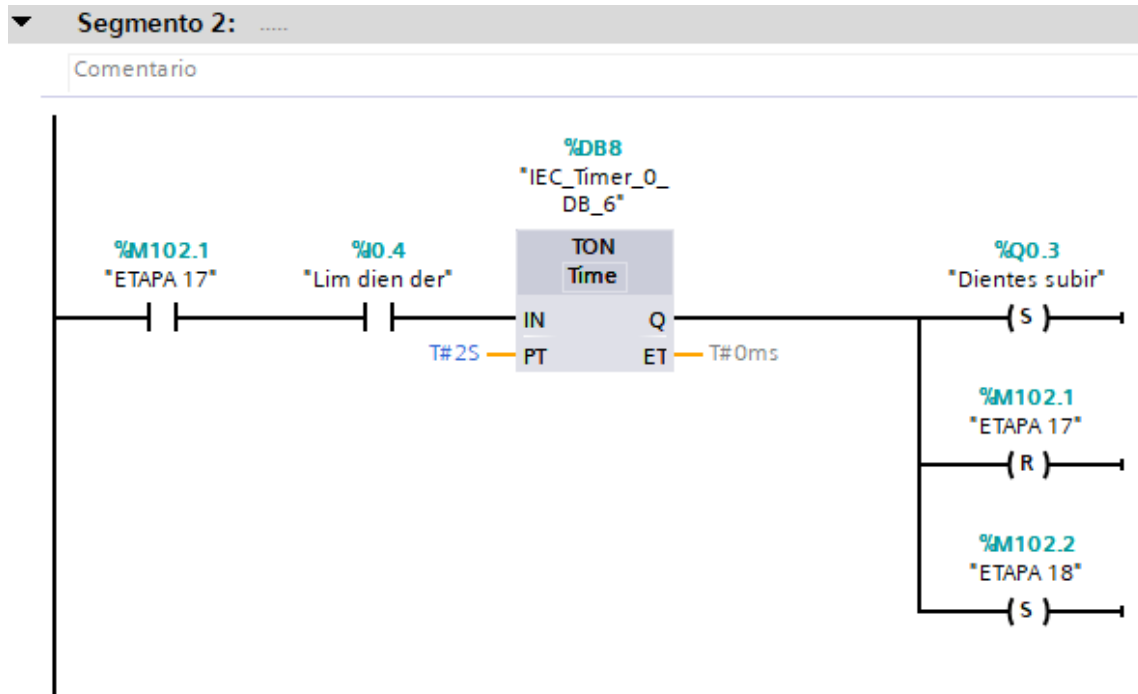 Segmento 2: .....
Comentario
%DB8
"IEC_Timer_0_
DB_6"
%M102.1
"ETAPA 17"
%I0.4
"Lim dien der"
TON
Time
%Q0.3
"Dientes subir"
( S )
IN Q
T#2S PT ET T#0ms
%M102.1
"ETAPA 17"
( R )
%M102.2
"ETAPA 18"
( S )